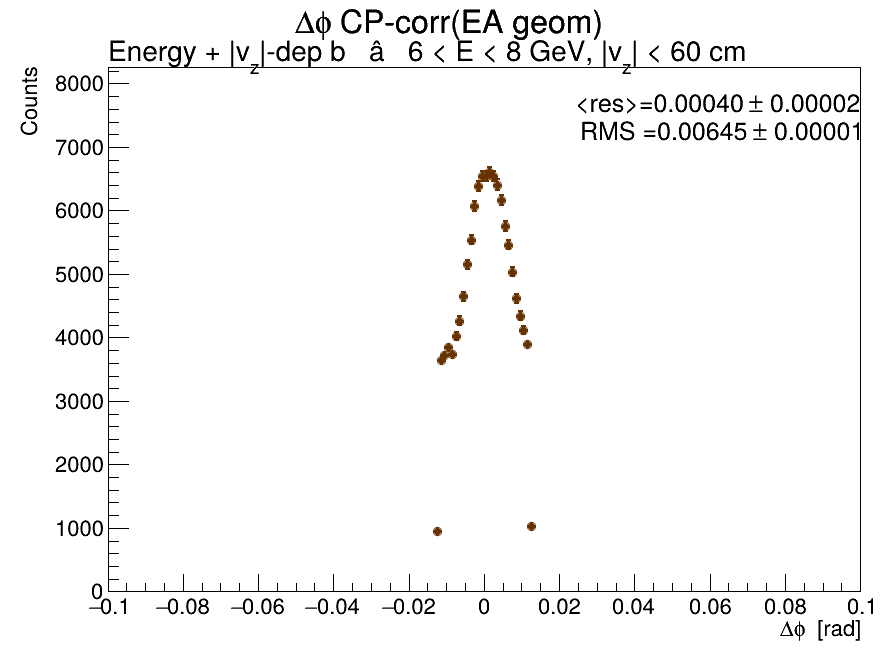 Δϕ CP-corr(EA geom)
Energy + |v_z|-dep b â 6 < E < 8 GeV, |v_z| < 60 cm
<res>=0.00040 ± 0.00002
RMS =0.00645 ± 0.00001
Counts
8000
7000
6000
5000
4000
3000
2000
1000
0
−0.1 −0.08 −0.06 −0.04 −0.02 0 0.02 0.04 0.06 0.08 0.1
Δϕ [rad]